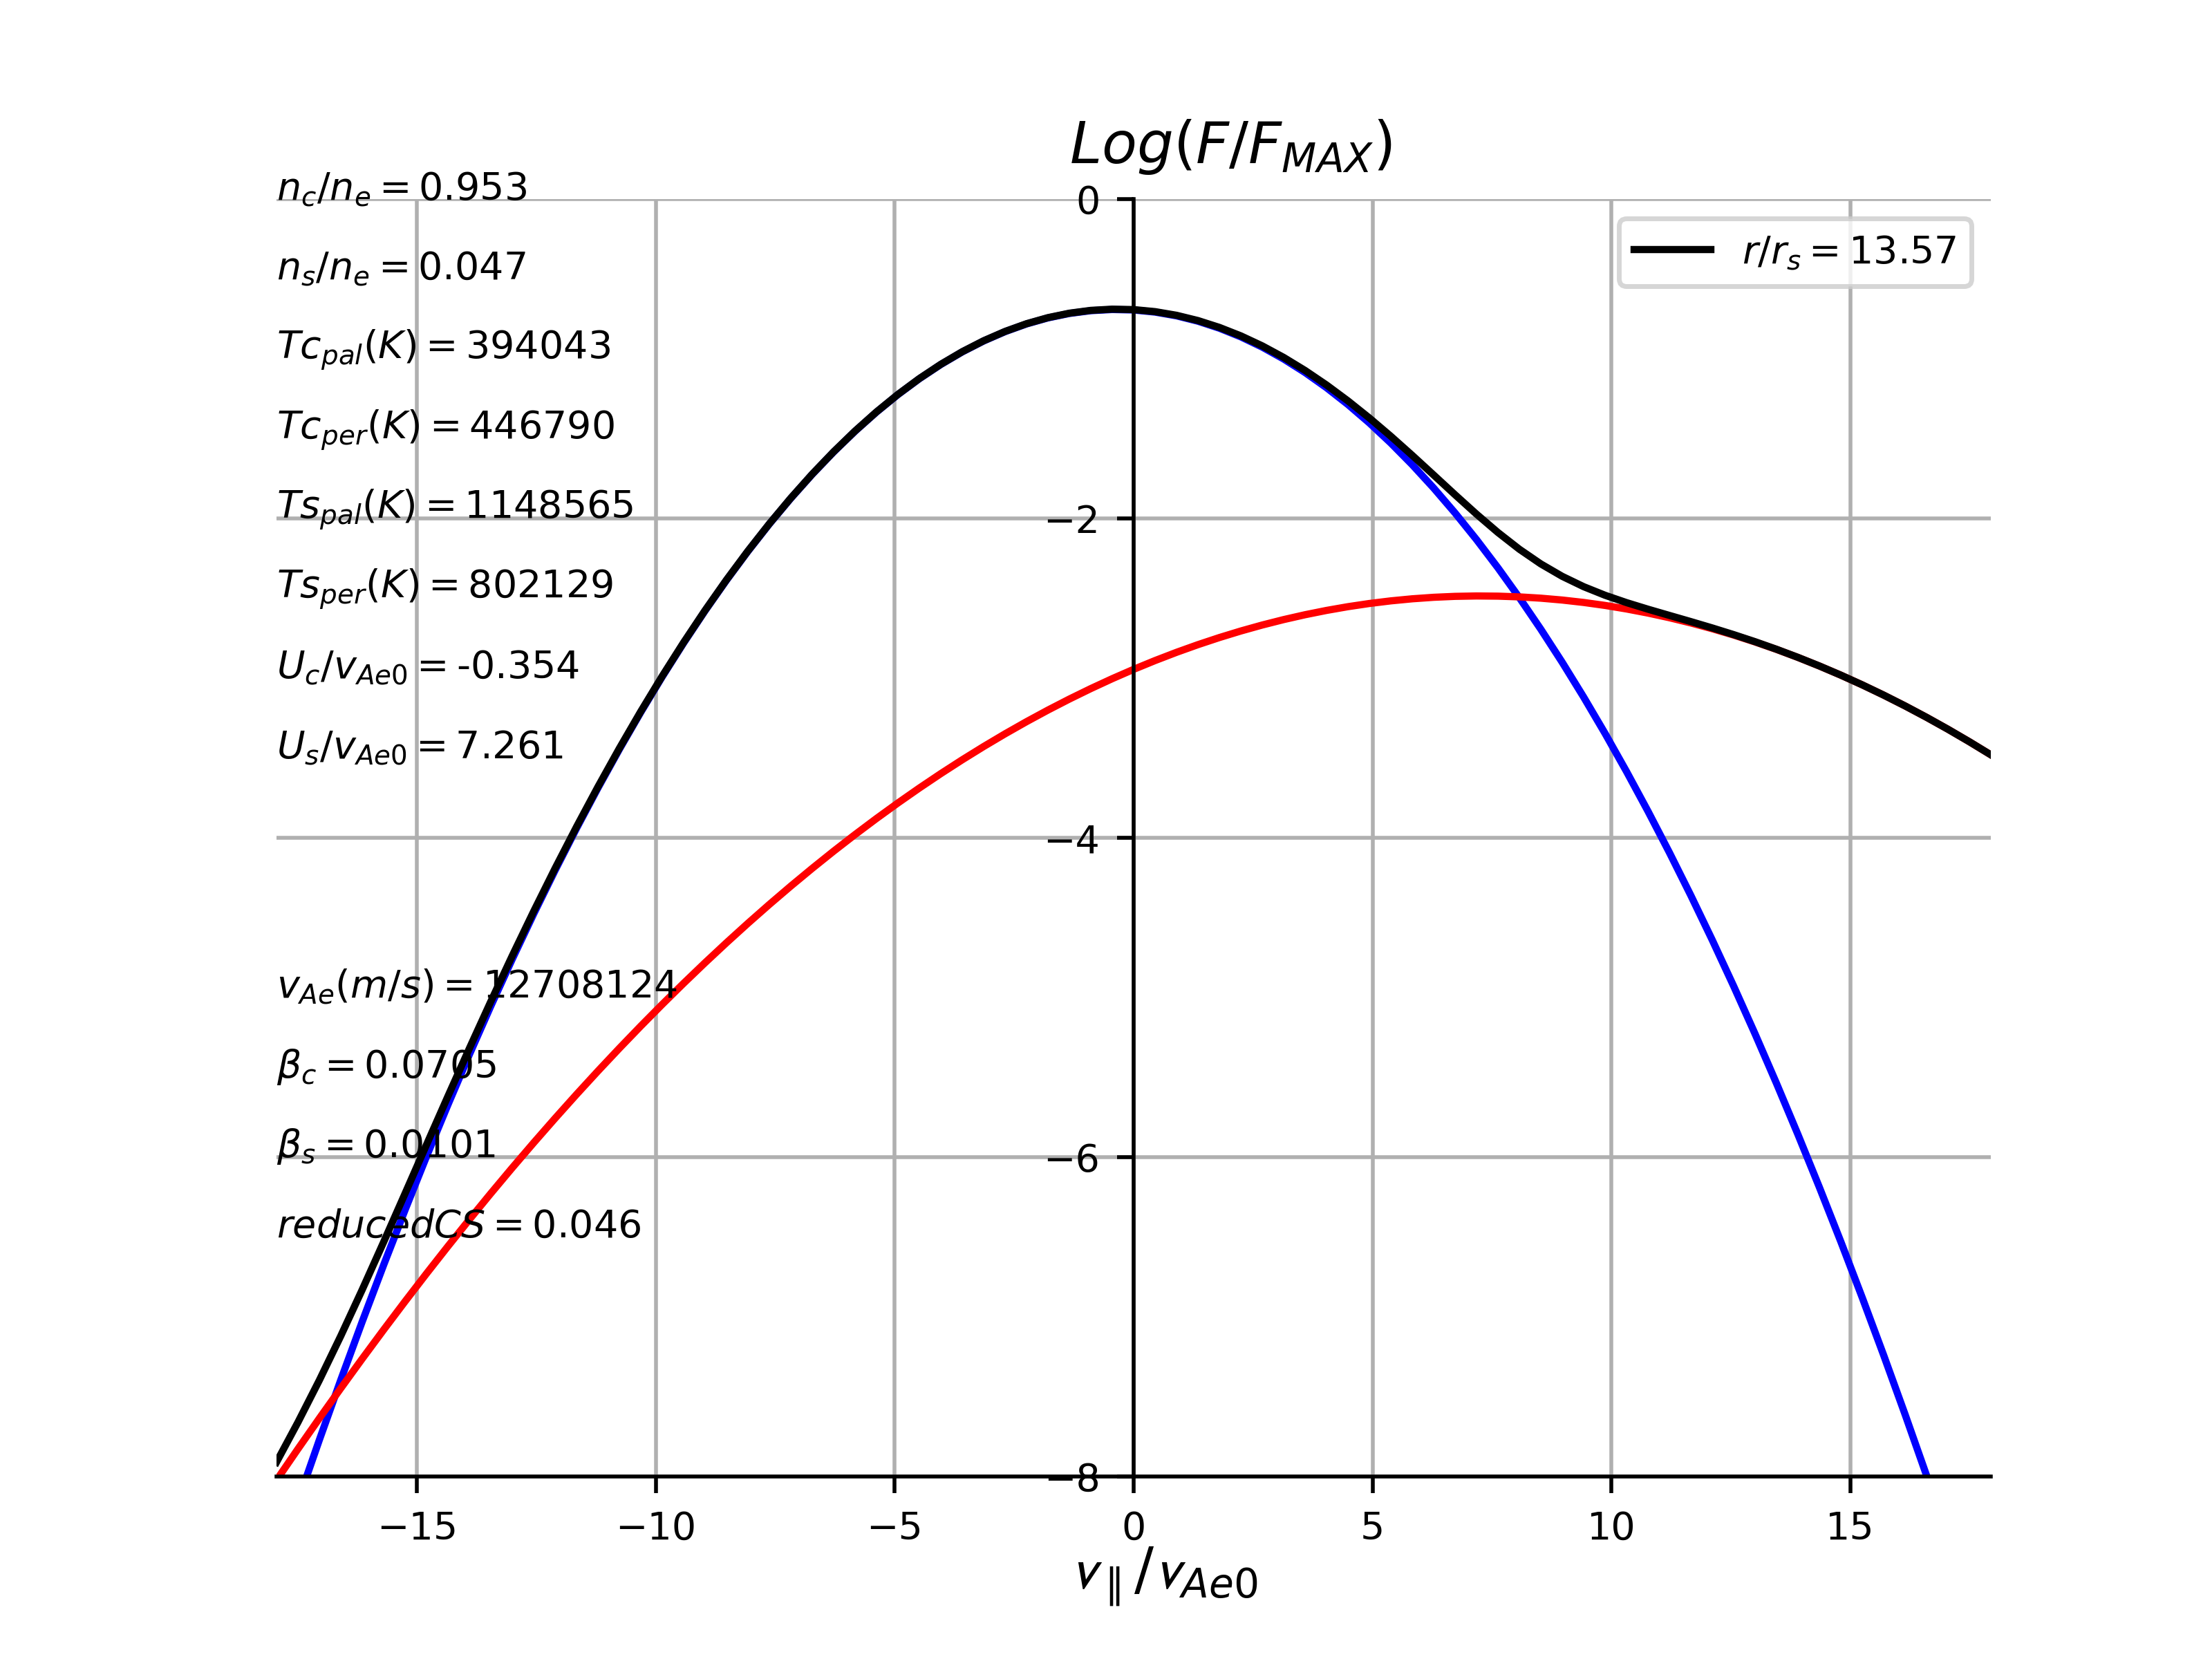 Log(F/F_MAX)
n_c/n_e = 0.953
0
r/r_s = 13.57
n_s/n_e = 0.047
Tc_pal(K) = 394043
Tc_per(K) = 446790
Ts_pal(K) = 1148565
−2
Ts_per(K) = 802129
U_c/v_Ae0 = -0.354
U_s/v_Ae0 = 7.261
−4
v_Ae(m/s) = 12708124
β_c = 0.0705
β_s = 0.0101
−6
reducedCS = 0.046
−8
−15 −10 −5 0 5 10 15
v_∥/v_Ae0